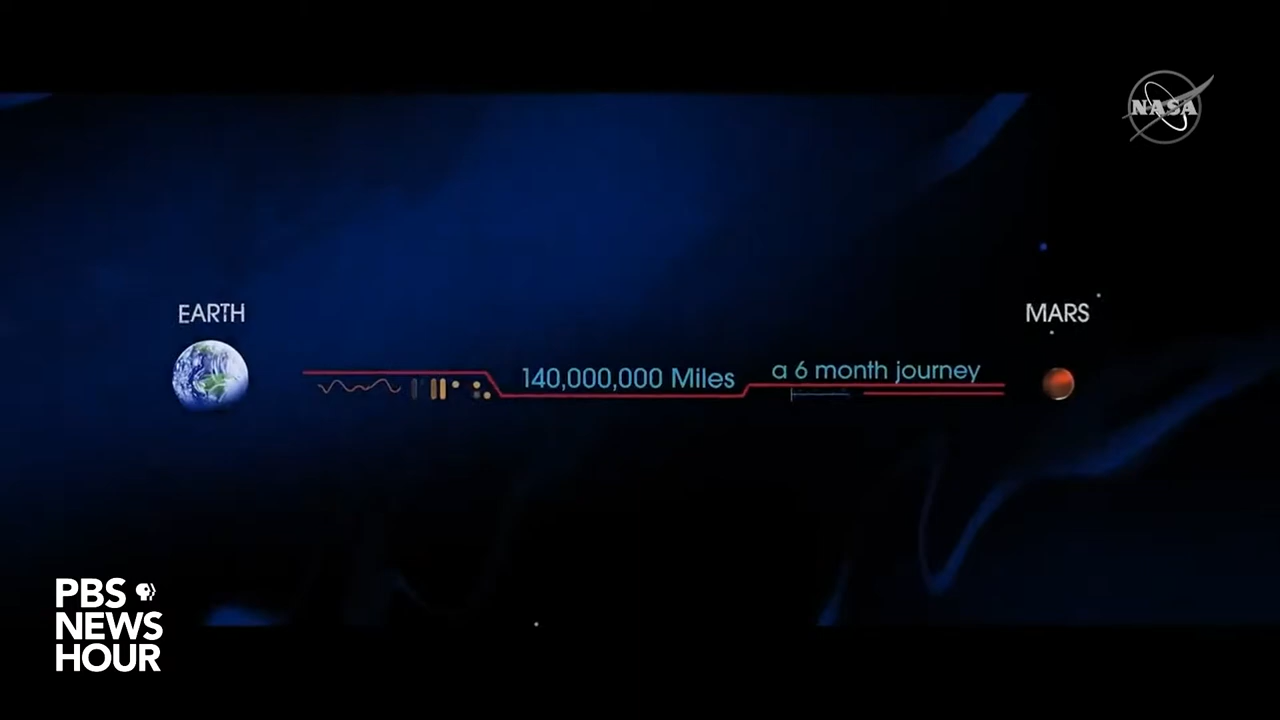 NASA
EARTH
MARS
140,000,000 Miles
a 6 month journey
PBS
NEWS
HOUR